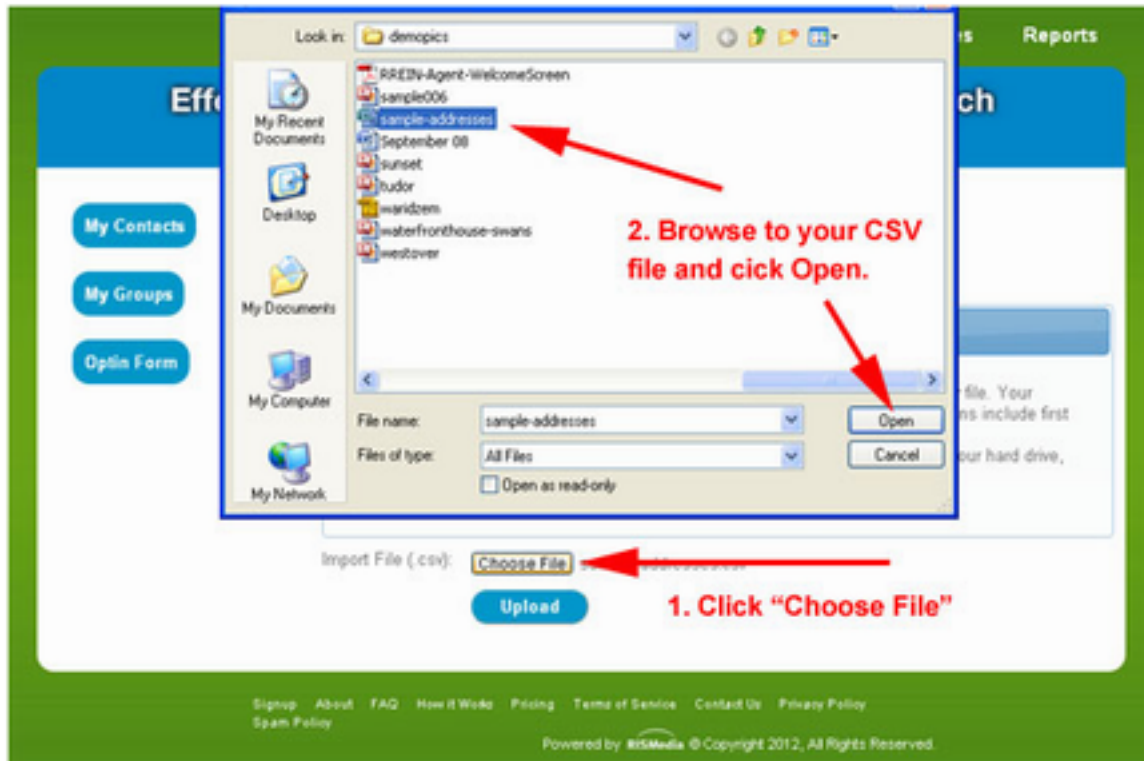 Look in: demopics
es Reports
Effe ch
My Recent Documents
Desktop
My Documents
My Computer
My Network
RREIN-Agent-WelcomeScreen
sample006
sample-addresses
September 08
sunset
tudor
waridzem
waterfronthouse-swans
westover
2. Browse to your CSV
file and cick Open.
My Contacts
My Groups
Optin Form
file. Your
ns include first
our hard drive,
File name: sample-addresses Open
Files of type: All Files Cancel
Open as read-only
Import File (.csv): Choose File
Upload
1. Click “Choose File”
Signup About FAQ How it Works Pricing Terms of Service Contact Us Privacy Policy
Spam Policy
Powered by RISMedia © Copyright 2012, All Rights Reserved.